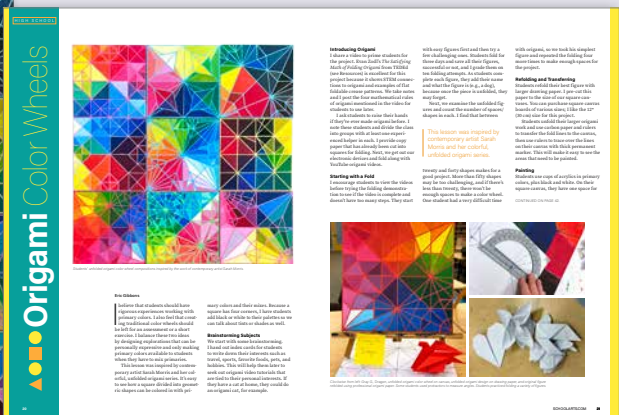 HIGH SCHOOL
Origami Color Wheels
Eric Gibbons
I believe that students should have
rigorous experiences working with
primary colors. I also feel that creat-
ing traditional color wheels should
be left for an assessment or a short
exercise. I balance these two ideas
by designing explorations that can be
personally expressive and only making
primary colors available to students
when they have to mix primaries.
This lesson was inspired by contem-
porary artist Sarah Morris and her col-
orful, unfolded origami series. It's easy
to see how a square divided into geomet-
ric shapes can be colored in with pri-
mary colors and their mixes. Because a
square has four corners, I have students
add black or white to their palettes so we
can talk about tints or shades as well.
Brainstorming Subjects
We start with some brainstorming.
I hand out index cards for students
to write down their interests such as
travel, sports, favorite foods, pets, and
hobbies. This will help them later to
seek out origami video tutorials that
are tied to their personal interests. If
they have a cat at home, they could do
an origami cat, for example.
Introducing Origami
I share a video to prime students for
the project. Evan Zodl's The Satisfying
Math of Folding Origami from TEDEd
(see Resources) is excellent for this
project because it shows STEM connec-
tions to origami and examples of flat
foldable crease patterns. We take notes
and I post the four mathematical rules
of origami mentioned in the video for
students to use later.
I ask students to raise their hands
if they've ever made origami before. I
note these students and divide the class
into groups with at least one experi-
enced helper in each. I provide copy
paper that has already been cut into
squares for folding. Next, we get out our
electronic devices and fold along with
YouTube origami videos.
Starting with a Fold
I encourage students to view the videos
before trying the folding demonstra-
tion to see if the video is complete and
doesn't have too many steps. They start
with easy figures first and then try a
few challenging ones. Students fold for
three days and save all their figures,
successful or not, and I grade them on
ten folding attempts. As students com-
plete each figure, they add their name
and what the figure is (e.g., a dog),
because once the piece is unfolded, they
may forget.
Next, we examine the unfolded fig-
ures and count the number of spaces/
shapes in each. I find that between
This lesson was inspired by
contemporary artist Sarah
Morris and her colorful,
unfolded origami series.
twenty and forty shapes makes for a
good project. More than fifty shapes
may be too challenging, and if there's
less than twenty, there won't be
enough spaces to make a color wheel.
One student had a very difficult time
with origami, so we took his simplest
figure and repeated the folding four
more times to make enough spaces for
the project.
Refolding and Transferring
Students refold their best figure with
larger drawing paper. I pre-cut this
paper to the size of our square can-
vases. You can purchase square canvas
boards of various sizes; I like the 12"
(30 cm) size for this project.
Students unfold their larger origami
work and use carbon paper and rulers
to transfer the fold lines to the canvas,
then use rulers to trace over the lines
on their canvas with thick permanent
marker. This will make it easy to see the
areas that need to be painted.
Painting
Students use cups of acrylics in primary
colors, plus black and white. On their
square canvas, they have one space for
CONTINUED ON PAGE
SCHOOLARTS.COM